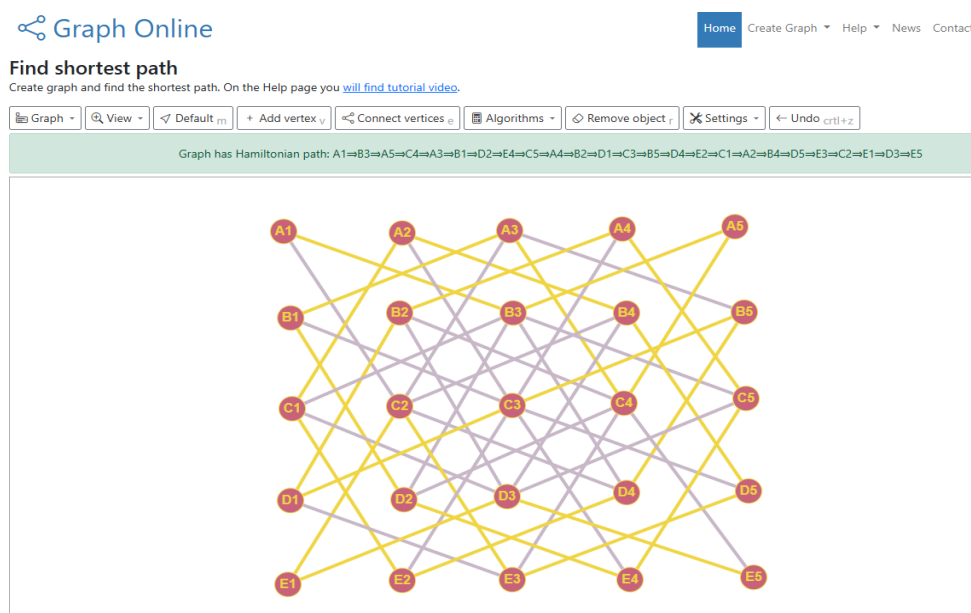 Graph Online
Home Create Graph Help News Contact
Find shortest path
Create graph and find the shortest path. On the Help page you will find tutorial video.
Graph View Default m + Add vertex v Connect vertices e Algorithms Remove object r Settings ← Undo crtl+z
Graph has Hamiltonian path: A1⇒B3⇒A5⇒C4⇒A3⇒B1⇒D2⇒E4⇒C5⇒A4⇒B2⇒D1⇒C3⇒B5⇒D4⇒E2⇒C1⇒A2⇒B4⇒D5⇒E3⇒C2⇒E1⇒D3⇒E5
A1 A2 A3 A4 A5
B1 B2 B3 B4 B5
C1 C2 C3 C4 C5
D1 D2 D3 D4 D5
E1 E2 E3 E4 E5